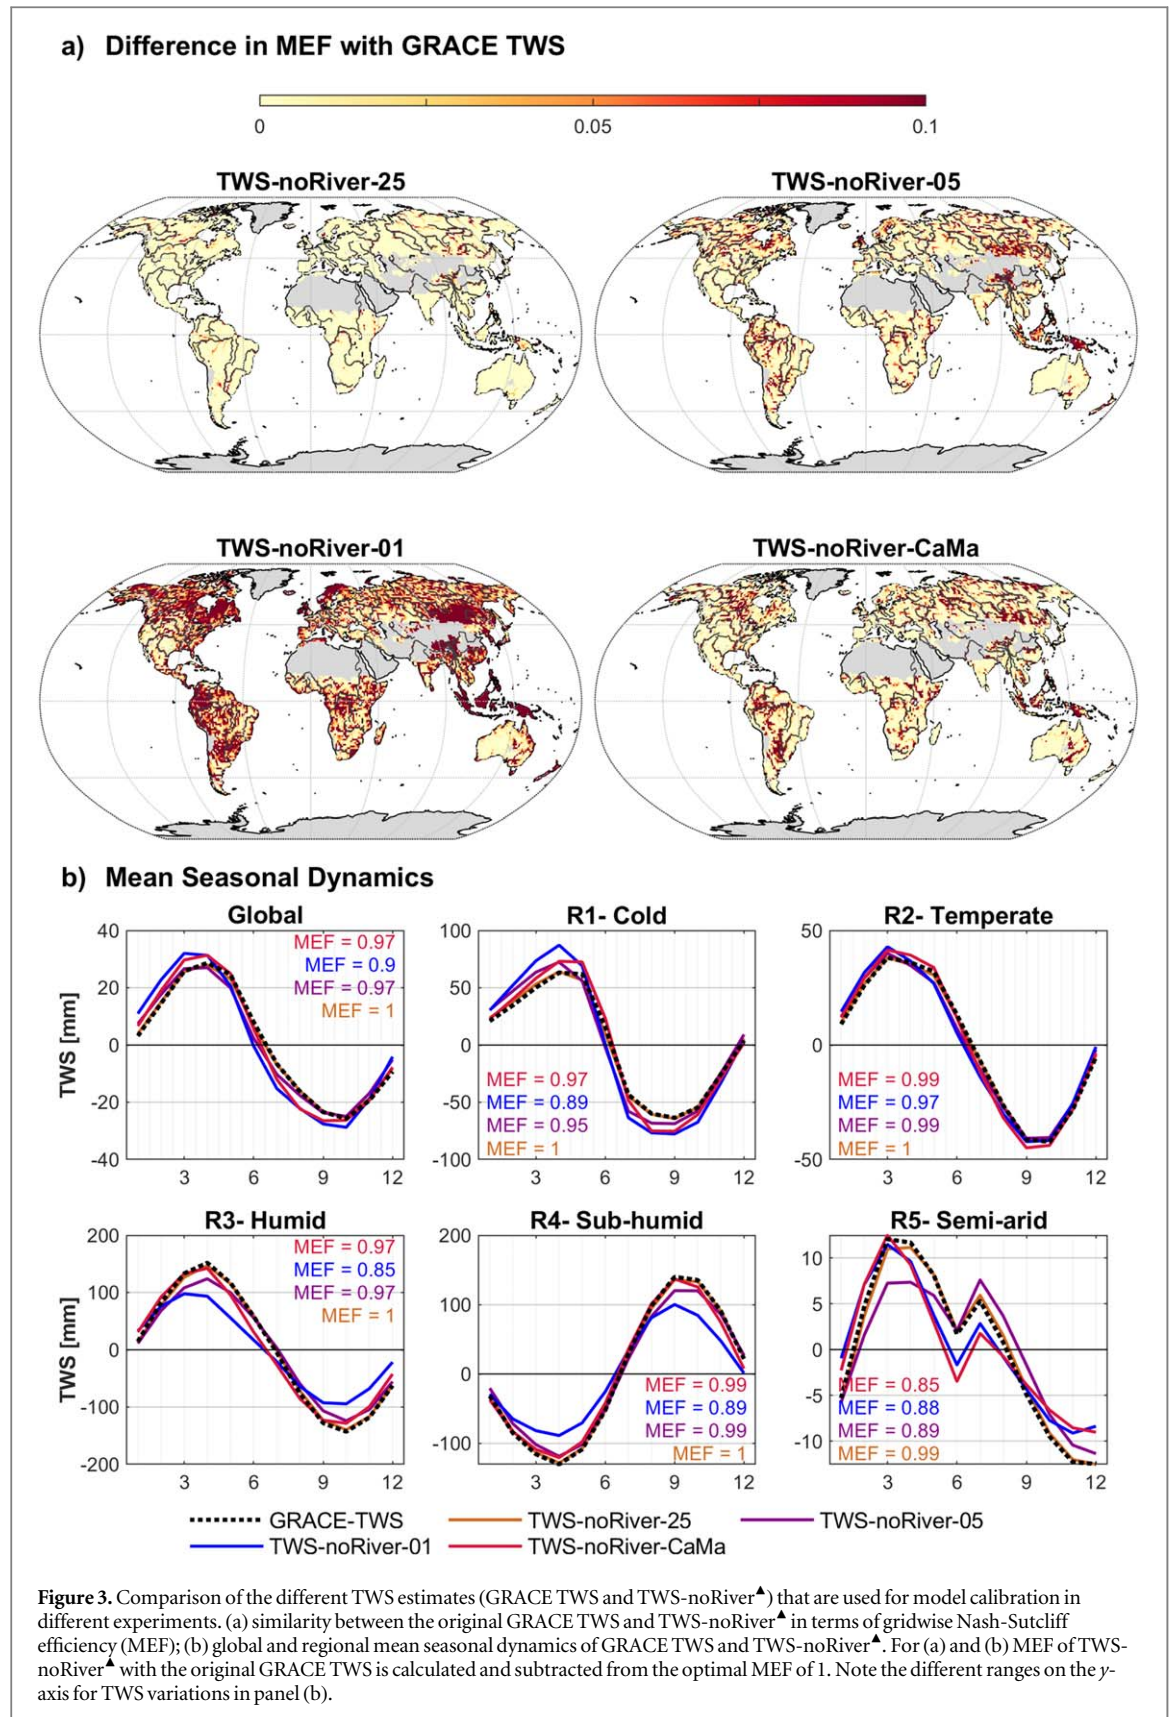 a) Difference in MEF with GRACE TWS
0 0.05 0.1
TWS-noRiver-25 TWS-noRiver-05
TWS-noRiver-01 TWS-noRiver-CaMa
b) Mean Seasonal Dynamics
Global
TWS [mm]
40
20
0
-20
-40
3 6 9 12
MEF = 0.97
MEF = 0.9
MEF = 0.97
MEF = 1
R1- Cold
100
50
0
-50
-100
3 6 9 12
MEF = 0.97
MEF = 0.89
MEF = 0.95
MEF = 1
R2- Temperate
50
0
-50
3 6 9 12
MEF = 0.99
MEF = 0.97
MEF = 0.99
MEF = 1
R3- Humid
TWS [mm]
200
100
0
-100
-200
3 6 9 12
MEF = 0.97
MEF = 0.85
MEF = 0.97
MEF = 1
R4- Sub-humid
200
100
0
-100
3 6 9 12
MEF = 0.99
MEF = 0.89
MEF = 0.99
MEF = 1
R5- Semi-arid
10
5
0
-5
-10
3 6 9 12
MEF = 0.85
MEF = 0.88
MEF = 0.89
MEF = 0.99
GRACE-TWS TWS-noRiver-25 TWS-noRiver-05
TWS-noRiver-01 TWS-noRiver-CaMa
Figure 3. Comparison of the different TWS estimates (GRACE TWS and TWS-noRiver▲) that are used for model calibration in
different experiments. (a) similarity between the original GRACE TWS and TWS-noRiver▲ in terms of gridwise Nash-Sutcliff
efficiency (MEF); (b) global and regional mean seasonal dynamics of GRACE TWS and TWS-noRiver▲. For (a) and (b) MEF of TWS-
noRiver▲ with the original GRACE TWS is calculated and subtracted from the optimal MEF of 1. Note the different ranges on the y-
axis for TWS variations in panel (b).